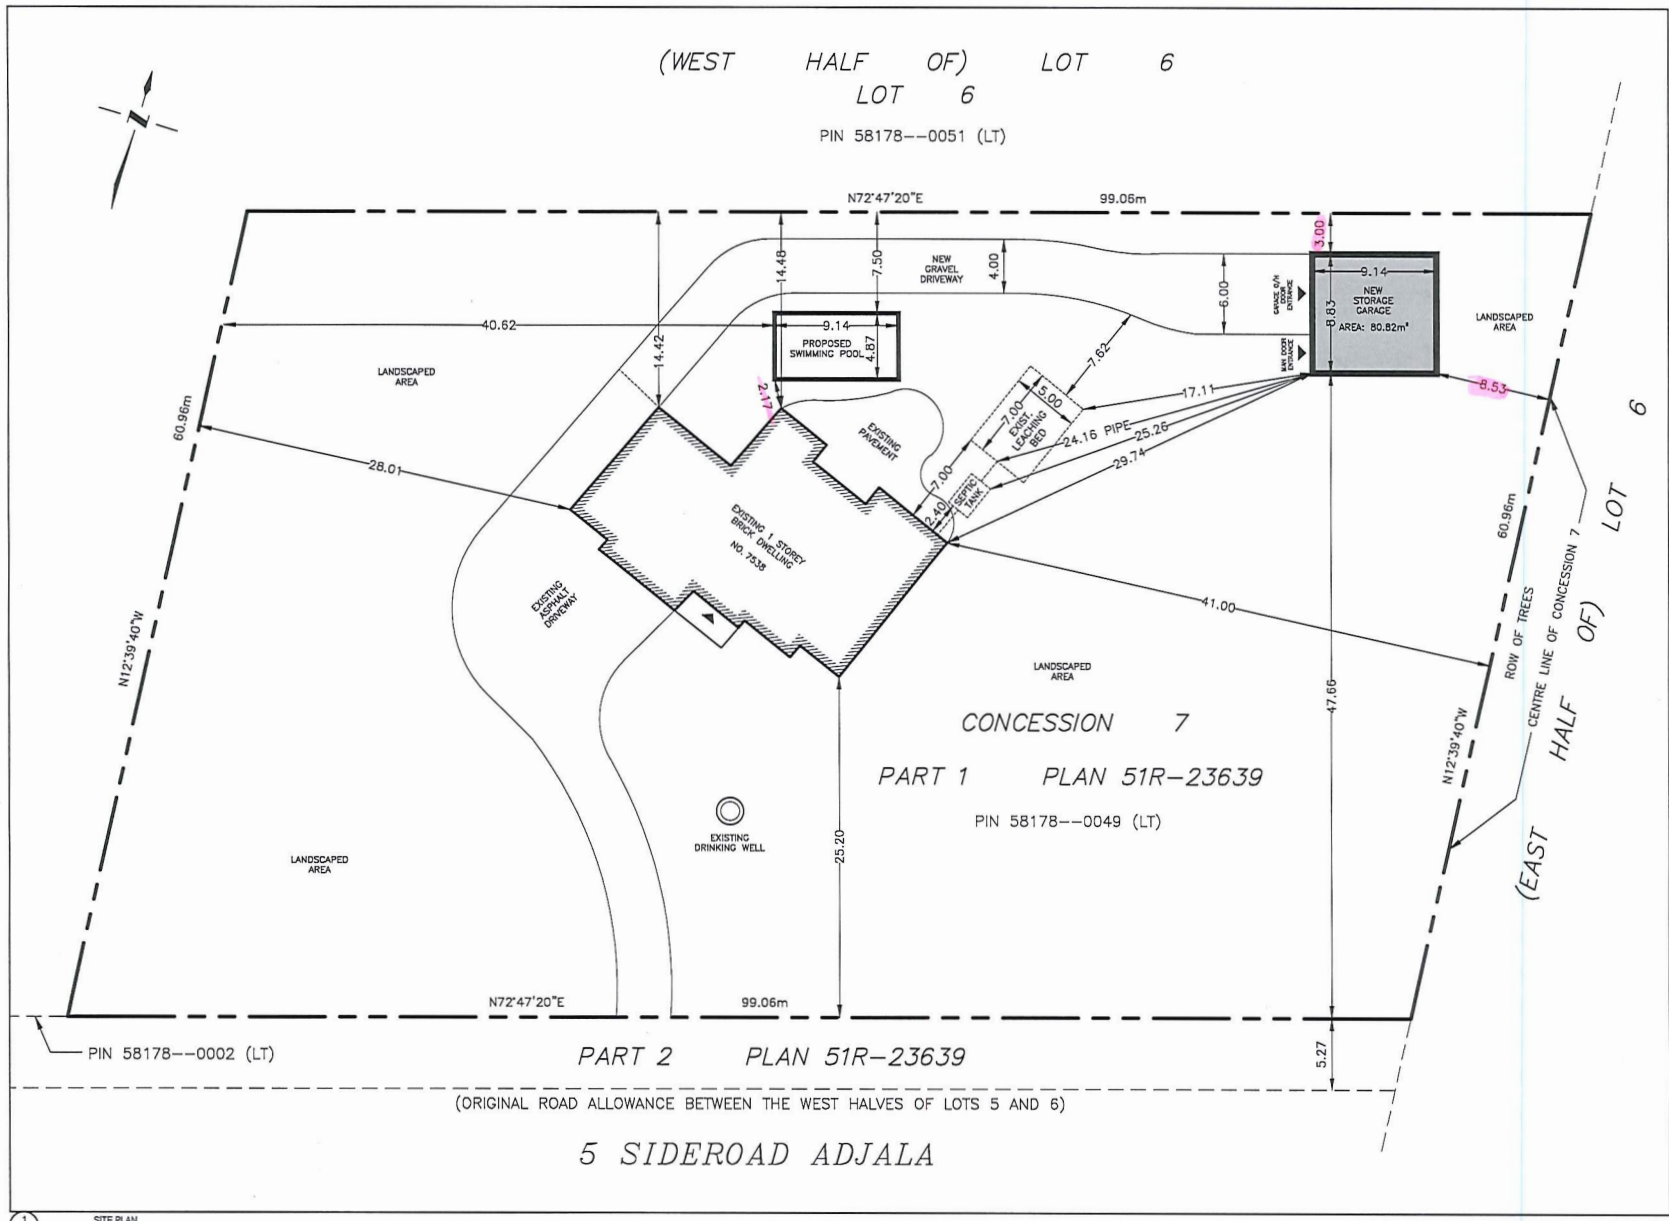 (WEST HALF OF) LOT 6
LOT 6
PIN 58178--0051 (LT)
N
N72°47'20"E
99.06m
3.00
14.48
7.50
NEW
GRAVEL
DRIVEWAY
4.00
6.00
GARAGE O/H
DOOR
ENTRANCE
9.14
NEW
STORAGE
GARAGE
AREA: 80.82m²
8.83
LANDSCAPED
AREA
40.62
9.14
PROPOSED
SWIMMING POOL
4.87
14.42
MAN DOOR
ENTRANCE
7.62
LANDSCAPED
AREA
2.17
17.11
8.53
5.00
7.00
EXIST.
LEACHING
BED
24.16 PIPE
25.26
29.74
60.96m
EXISTING
PAVEMENT
28.01
7.00
SEPTIC
TANK
2.40
EXISTING 1 STOREY
BRICK DWELLING
NO. 7538
60.96m
EXISTING
ASPHALT
DRIVEWAY
41.00
ROW OF TREES
CENTRE LINE OF CONCESSION 7
(EAST HALF OF) LOT 6
N12°39'40"W
LANDSCAPED
AREA
47.66
N12°39'40"W
CONCESSION 7
PART 1 PLAN 51R-23639
PIN 58178--0049 (LT)
EXISTING
DRINKING WELL
25.20
LANDSCAPED
AREA
N72°47'20"E
99.06m
PIN 58178--0002 (LT)
PART 2 PLAN 51R-23639
5.27
(ORIGINAL ROAD ALLOWANCE BETWEEN THE WEST HALVES OF LOTS 5 AND 6)
5 SIDEROAD ADJALA
1
SITE PLAN